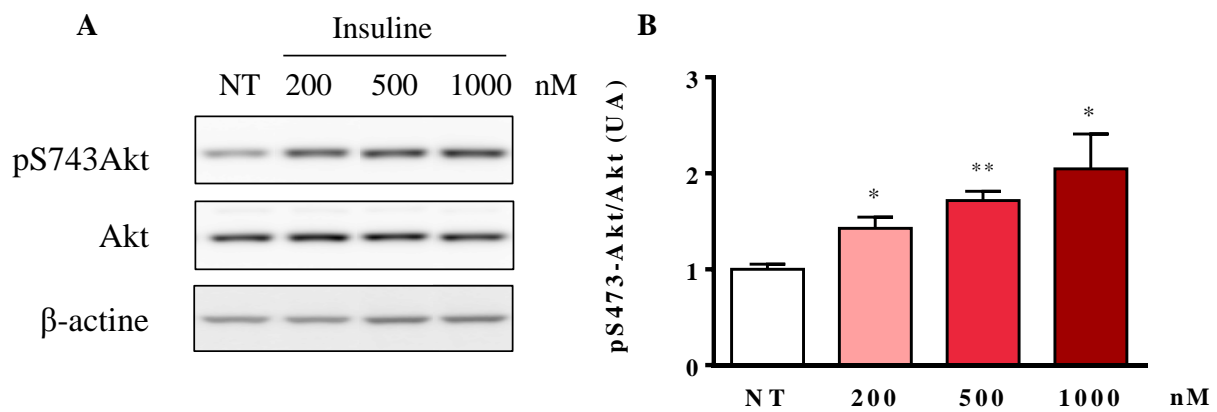 A
Insuline
NT 200 500 1000 nM
pS743Akt
Akt
β-actine
B
pS473-Akt/Akt (UA)
3
2
1
0
*
**
*
NT 200 500 1000 nM